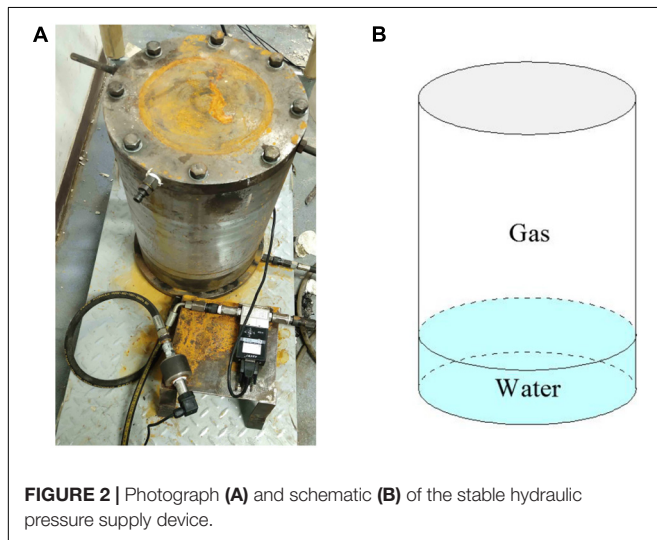 A
B
Gas
Water
FIGURE 2 | Photograph (A) and schematic (B) of the stable hydraulic
pressure supply device.